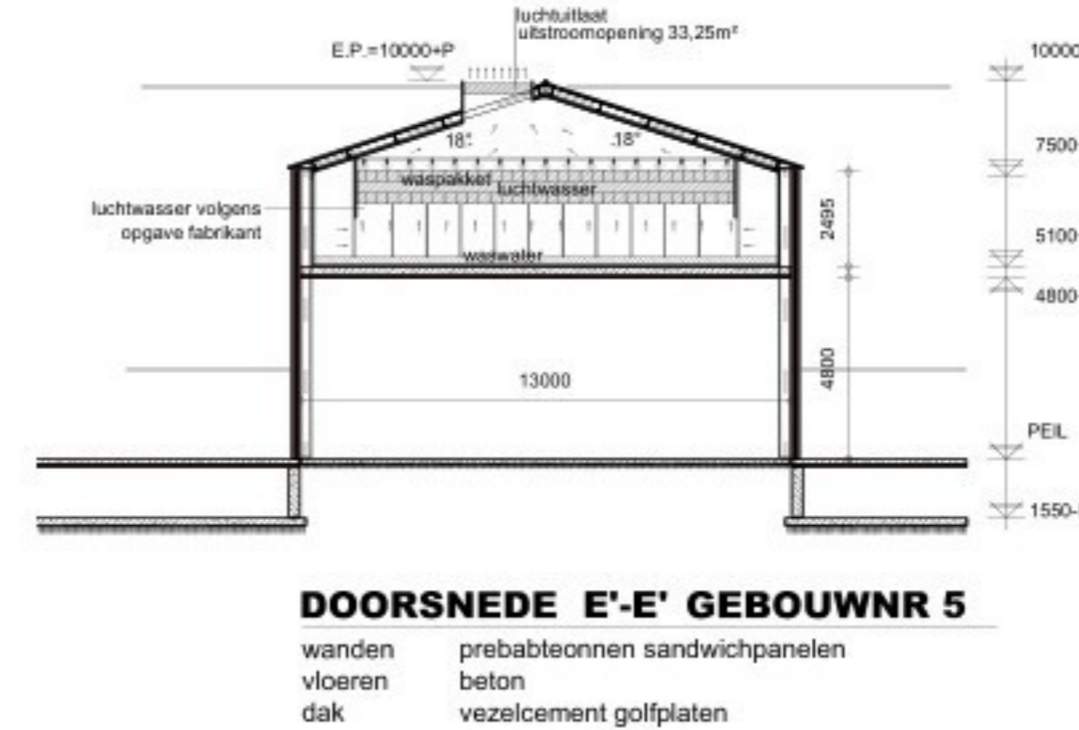 luchtuitlaat
uitstroomopening 33,25m²
E.P.=10000+P
10000
18°
18°
7500
waspakket
luchtwasser
luchtwasser volgens
opgave fabrikant
2495
5100
waswater
4800
4800
13000
PEIL
1550-
DOORSNEDE E'-E' GEBOUWNR 5
wanden prebabteonnen sandwichpanelen
vloeren beton
dak vezelcement golfplaten